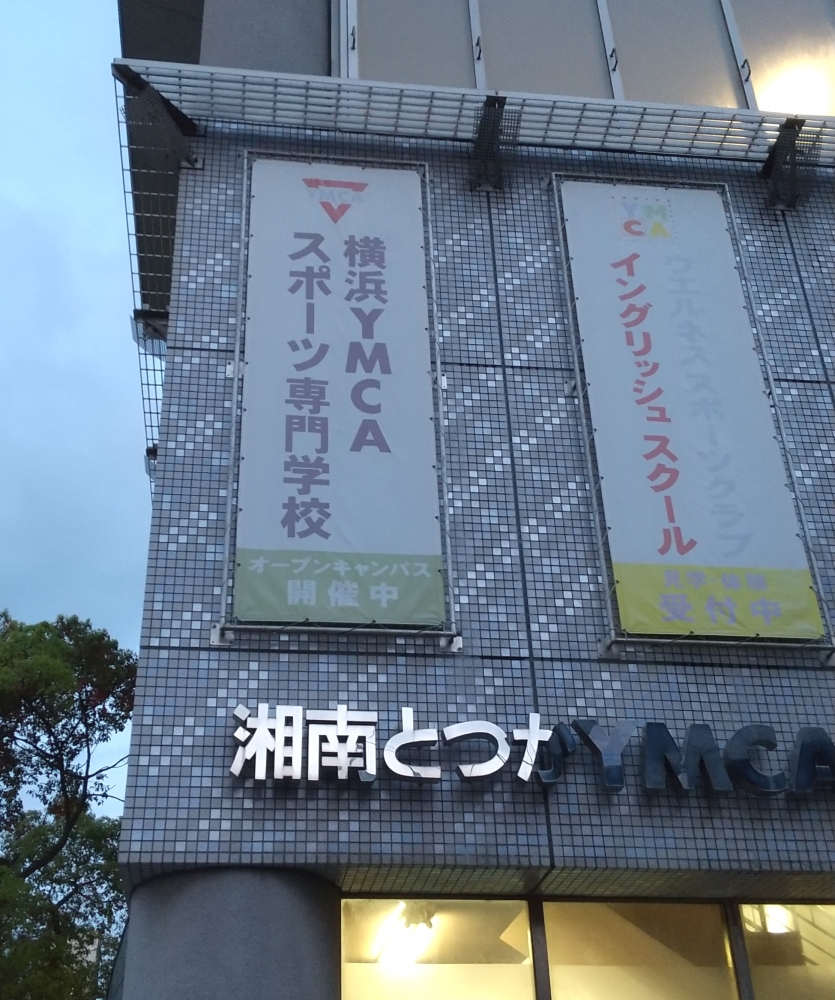 YMCA
横浜YMCA
スポーツ専門学校
オープンキャンパス
開催中
YMCA
ウエルネススポーツクラブ
イングリッシュスクール
見学 体験
受付中
湘南とつかYMCA